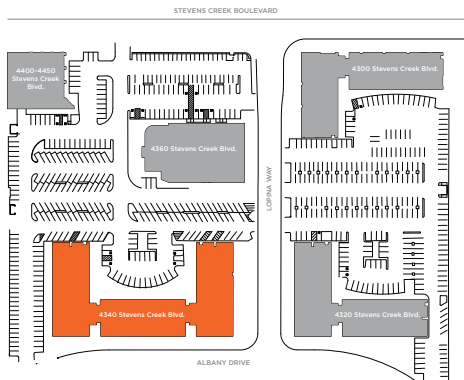 STEVENS CREEK BOULEVARD
4400-4450
Stevens Creek
Blvd.
4300 Stevens Creek Blvd.
4360 Stevens Creek Blvd.
LOPINA WAY
4340 Stevens Creek Blvd.
4320 Stevens Creek Blvd.
ALBANY DRIVE